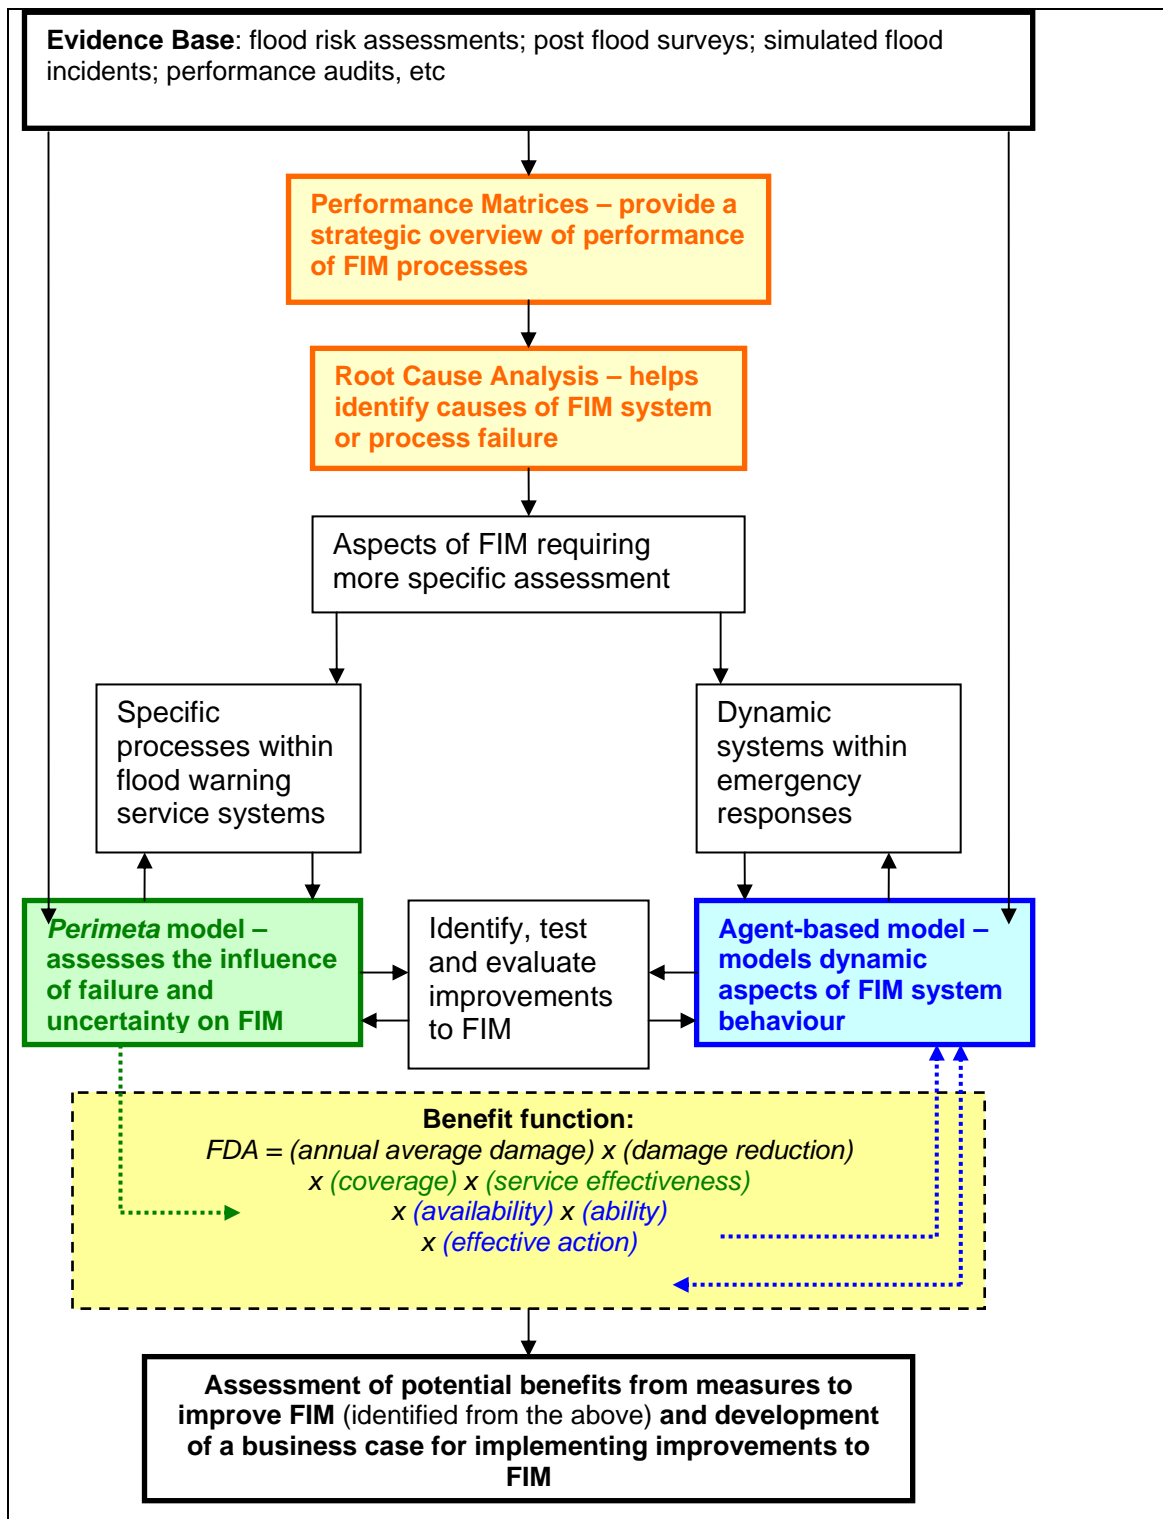 Evidence Base: flood risk assessments; post flood surveys; simulated flood
incidents; performance audits, etc
Performance Matrices – provide a
strategic overview of performance
of FIM processes
Root Cause Analysis – helps
identify causes of FIM system
or process failure
Aspects of FIM requiring
more specific assessment
Specific
processes within
flood warning
service systems
Dynamic
systems within
emergency
responses
Perimeta model –
assesses the influence
of failure and
uncertainty on FIM
Identify, test
and evaluate
improvements
to FIM
Agent-based model –
models dynamic
aspects of FIM system
behaviour
Benefit function:
FDA = (annual average damage) x (damage reduction)
x (coverage) x (service effectiveness)
x (availability) x (ability)
x (effective action)
Assessment of potential benefits from measures to
improve FIM (identified from the above) and development
of a business case for implementing improvements to
FIM